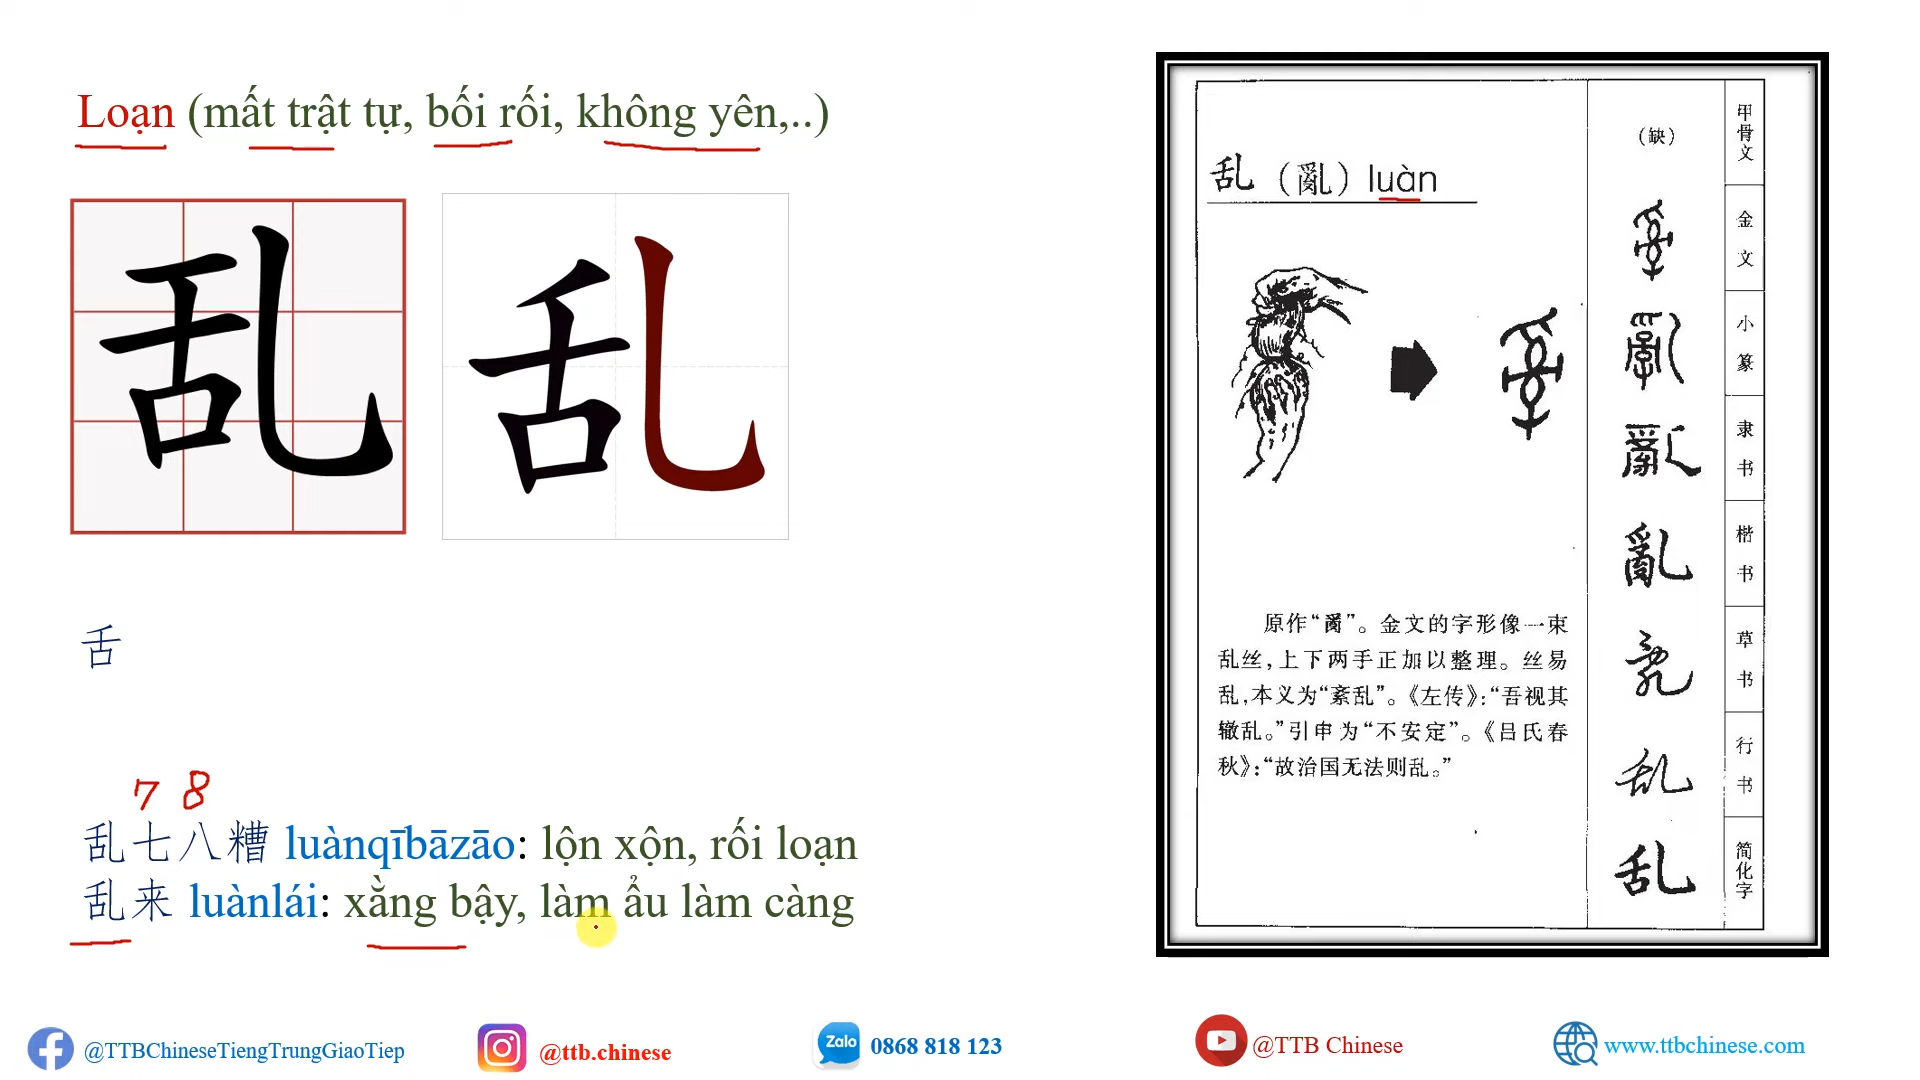 Loạn (mất trật tự, bối rối, không yên,..)
乱
乱
舌
7 8
乱七八糟 luànqībāzāo: lộn xộn, rối loạn
乱来 luànlái: xằng bậy, làm ẩu làm càng
乱（亂）luàn
原作“𤔔”。金文的字形像一束
乱丝，上下两手正加以整理。丝易
乱，本义为“紊乱”。《左传》：“吾视其
辙乱。”引申为“不安定”。《吕氏春
秋》：“故治国无法则乱。”
（缺）
甲骨文
金文
小篆
隶书
楷书
草书
行书
简化字
亂
乱
乱
@TTBChineseTiengTrungGiaoTiep
@ttb.chinese
Zalo
0868 818 123
@TTB Chinese
www.ttbchinese.com